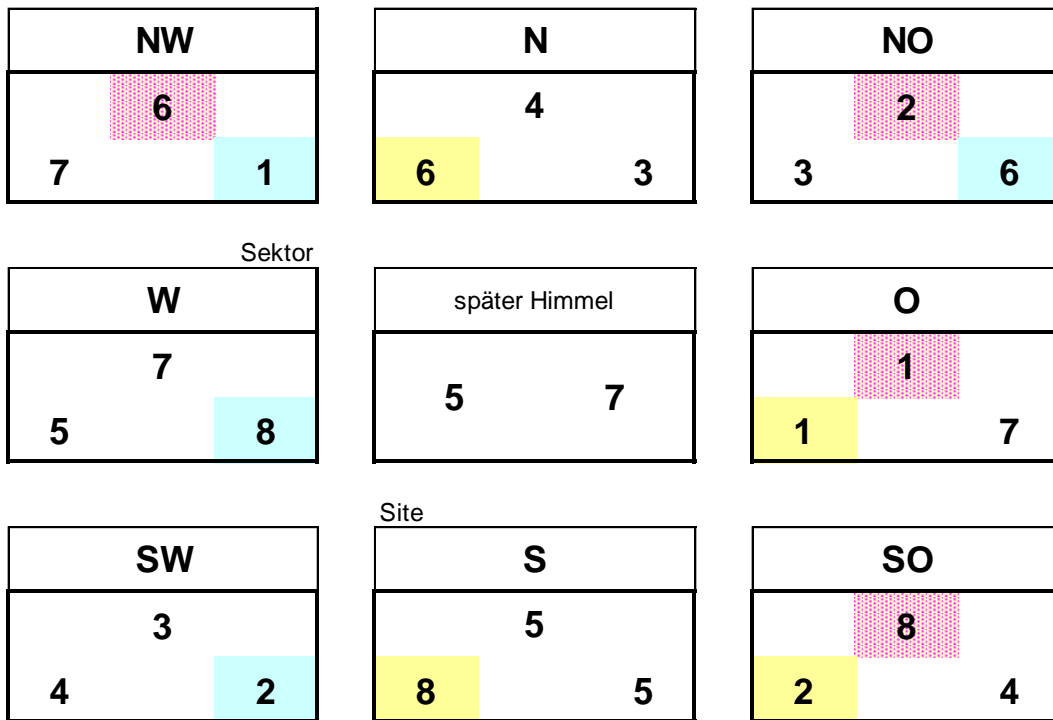 NW N NO
6 4 2
7 1 6 3 3 6
Sektor
W später Himmel O
7 1
5 7
5 8 1 7
Site
SW S SO
3 5 8
4 2 8 5 2 4